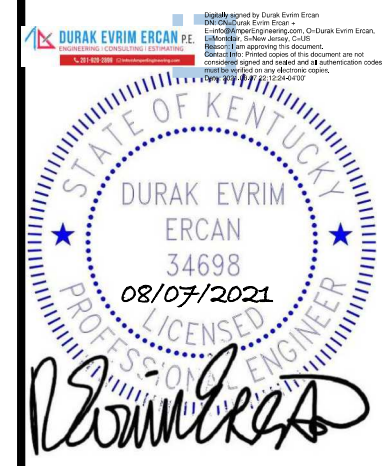 DURAK EVRIM ERCAN P.E.
ENGINEERING | CONSULTING | ESTIMATING
Digitally signed by Durak Evrim Ercan
DN: CN=Durak Evrim Ercan +
E=info@AmperEngineering.com, O=Durak Evrim Ercan,
L=Montclair, S=New Jersey, C=US
Reason: I am approving this document.
Contact Info: Printed copies of this document are not
considered signed and sealed and all authentication codes
must be verified on any electronic copies.
STATE OF KENTUCKY
DURAK EVRIM
ERCAN
34698
08/07/2021
LICENSED
PROFESSIONAL ENGINEER